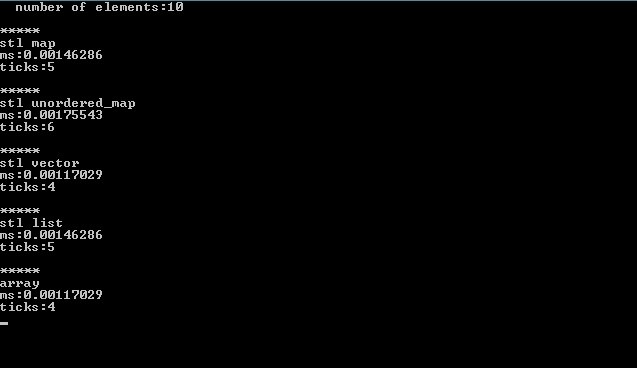 number of elements:10
*****
stl map
ms:0.00146286
ticks:5
*****
stl unordered_map
ms:0.00175543
ticks:6
*****
stl vector
ms:0.00117029
ticks:4
*****
stl list
ms:0.00146286
ticks:5
*****
array
ms:0.00117029
ticks:4